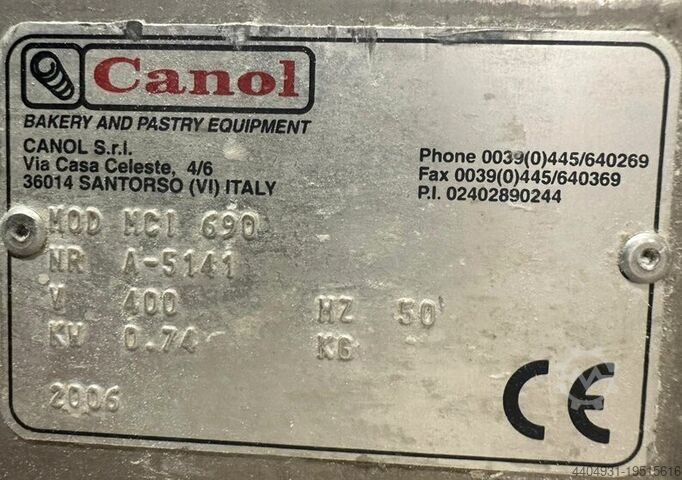 Canol
BAKERY AND PASTRY EQUIPMENT
CANOL S.r.l.
Via Casa Celeste, 4/6
36014 SANTORSO (VI) ITALY
Phone 0039(0)445/640269
Fax 0039(0)445/640369
P.I. 02402890244
MOD MCI 690
NR A-5141
V 400 HZ 50
KW 0.74 KG
2006
CE
4404931-19515616